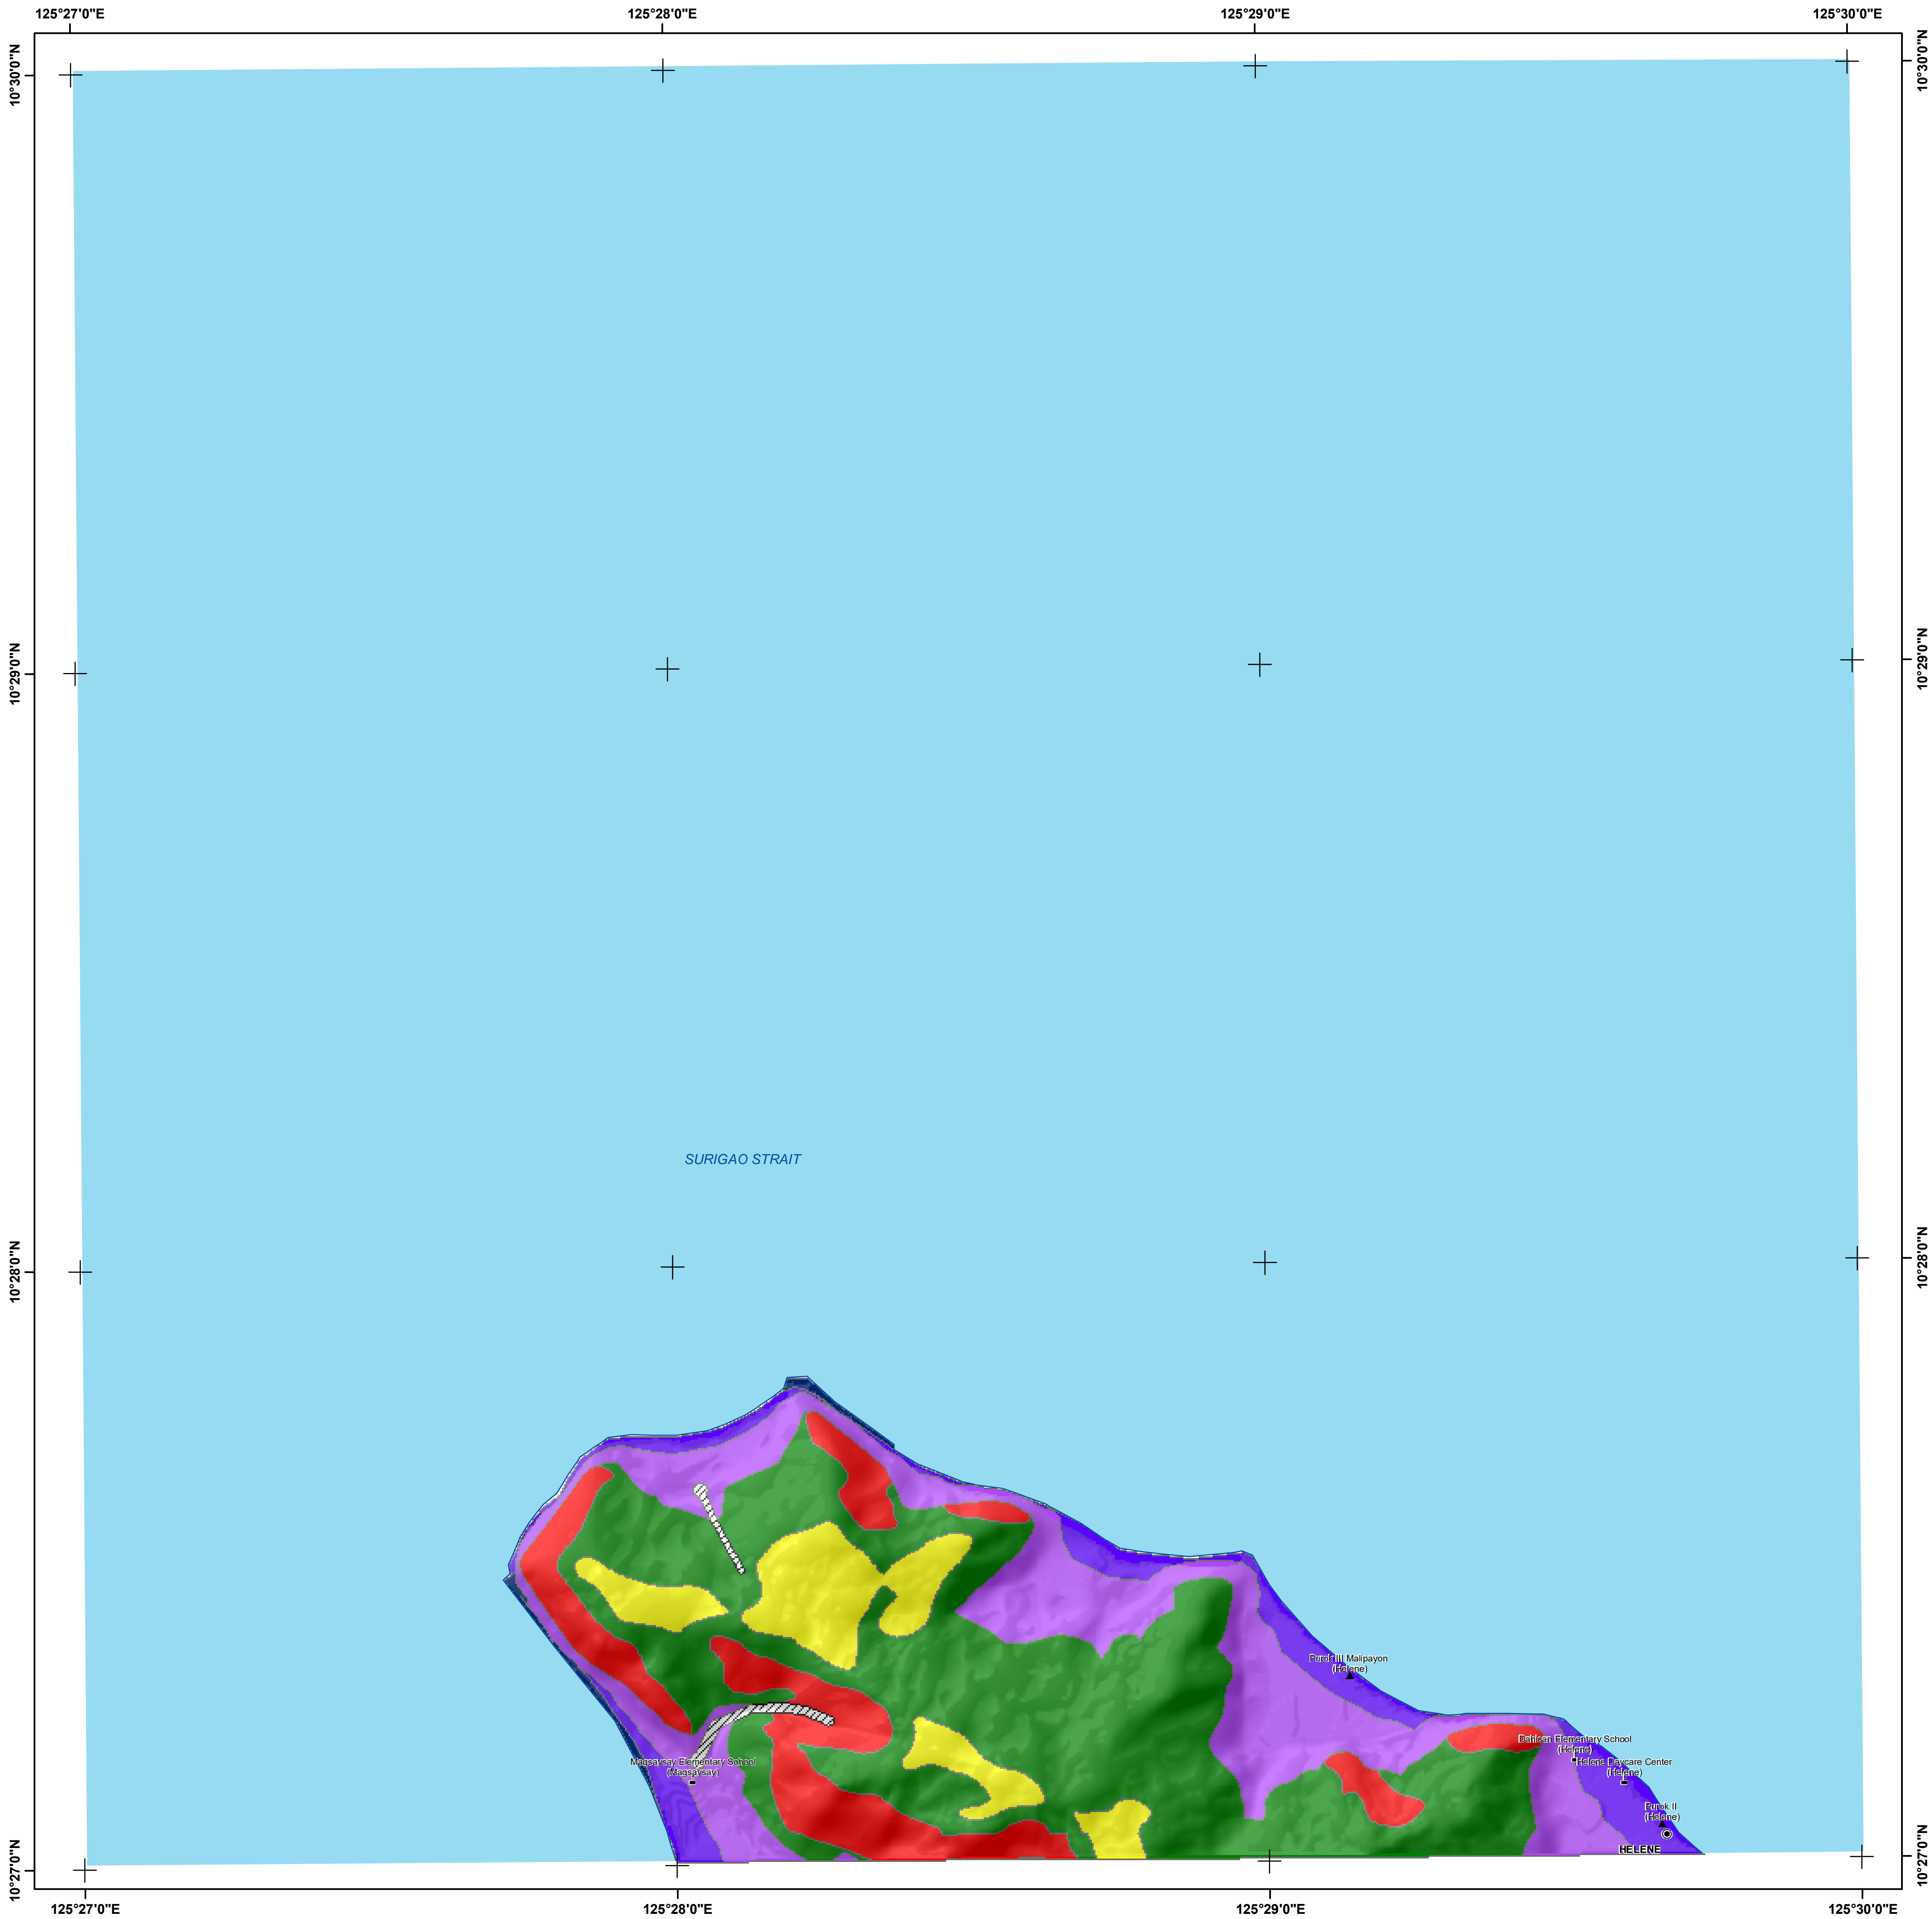 125°27'0"E
125°28'0"E
125°29'0"E
125°30'0"E
10°30'0"N
10°30'0"N
10°29'0"N
10°29'0"N
SURIGAO STRAIT
10°28'0"N
10°28'0"N
Purok III Malipayon
(Helene)
Dahican Elementary School
(Helene)
Magsaysay Elementary School
(Magsaysay)
Helene Daycare Center
(Helene)
Purok II
(Helene)
HELENE
10°27'0"N
10°27'0"N
125°27'0"E
125°28'0"E
125°29'0"E
125°30'0"E